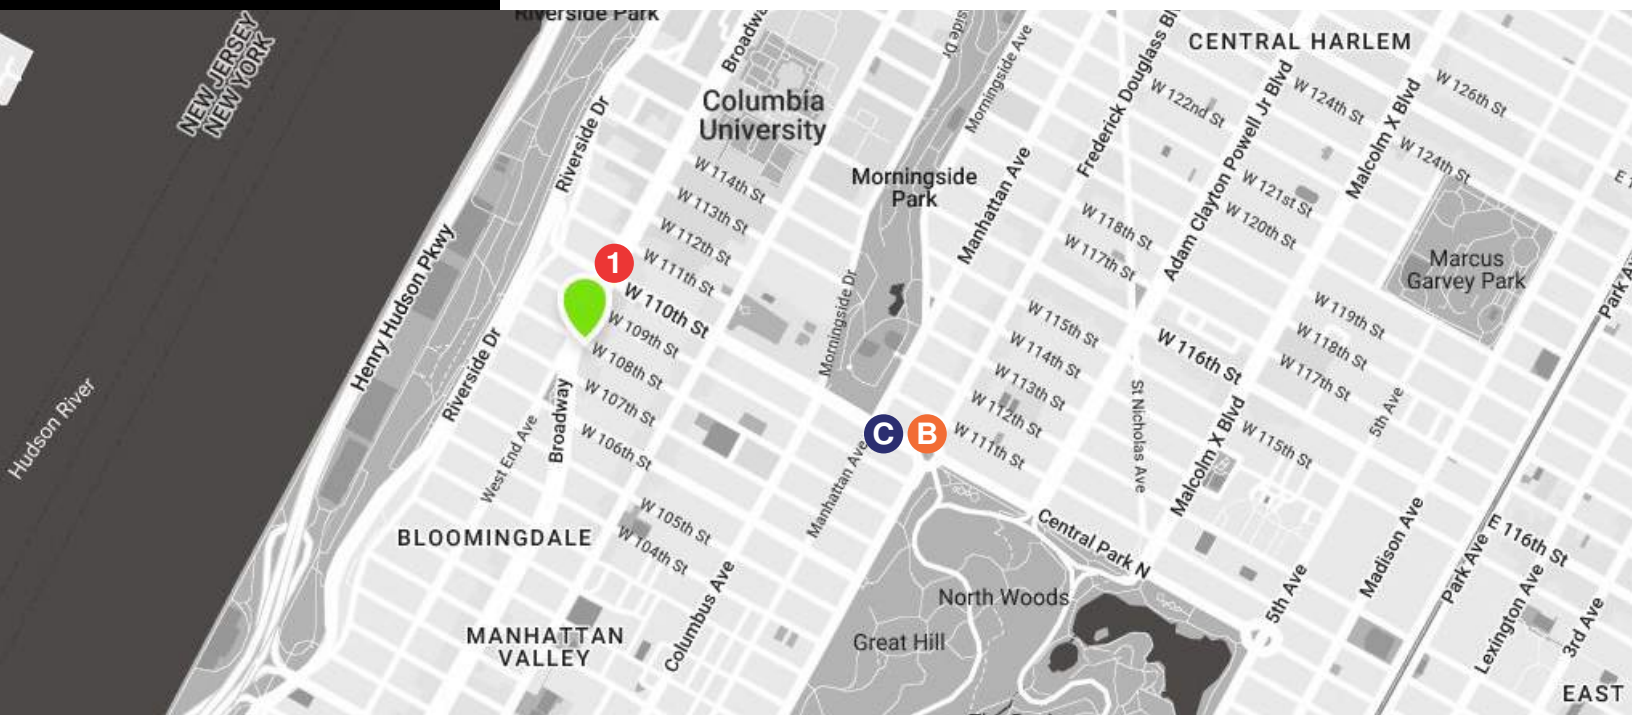 Riverside Park
NEW JERSEY
NEW YORK
Broadway
CENTRAL HARLEM
Morningside Ave
Frederick Douglass Bl
Columbia
University
Riverside Dr
W 122nd St
W 124th St
W 126th St
Adam Clayton Powell Jr Blvd
Malcolm X Blvd
W 124th St
W 114th St
Morningside
Park
Manhattan Ave
W 121st St
W 113th St
W 120th St
W 118th St
W 112th St
W 117th St
Marcus
Garvey Park
1
W 111th St
Henry Hudson Pkwy
W 110th St
Morningside Dr
Park Av
W 109th St
W 115th St
W 119th St
W 108th St
W 114th St
W 116th St
W 118th St
Riverside Dr
W 107th St
W 113th St
W 117th St
Hudson River
Broadway
W 112th St
St Nicholas Ave
5th Ave
W 106th St
C
B
W 111th St
Malcolm X Blvd
W 115th St
West End Ave
Manhattan Ave
W 105th St
BLOOMINGDALE
W 104th St
Central Park N
Madison Ave
E 116th St
Park Ave
Columbus Ave
North Woods
5th Ave
Lexington Ave
3rd Ave
MANHATTAN
VALLEY
Great Hill
EAST